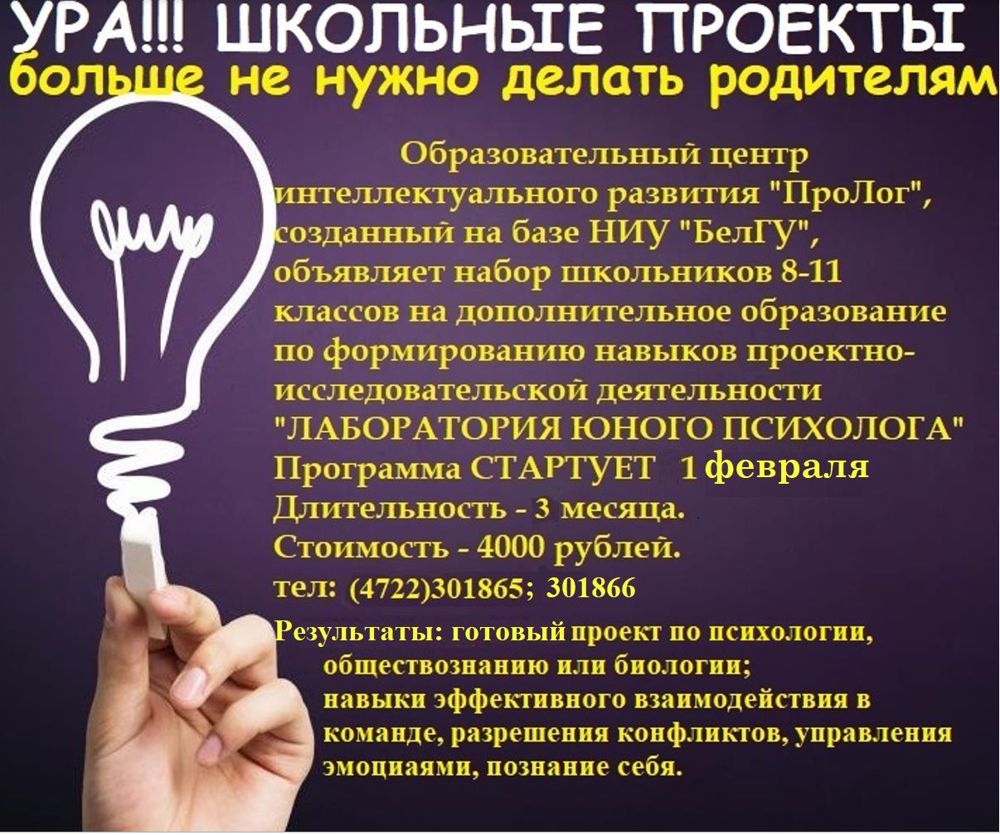 УРА!!! ШКОЛЬНЫЕ ПРОЕКТЫ
больше не нужно делать родителям
Образовательный центр
интеллектуального развития "ПроЛог",
созданный на базе НИУ "БелГУ",
объявляет набор школьников 8-11
классов на дополнительное образование
по формированию навыков проектно-
исследовательской деятельности
"ЛАБОРАТОРИЯ ЮНОГО ПСИХОЛОГА"
Программа СТАРТУЕТ 1 февраля
Длительность - 3 месяца.
Стоимость - 4000 рублей.
тел: (4722)301865; 301866
Результаты: готовый проект по психологии,
обществознанию или биологии;
навыки эффективного взаимодействия в
команде, разрешения конфликтов, управления
эмоциаями, познание себя.